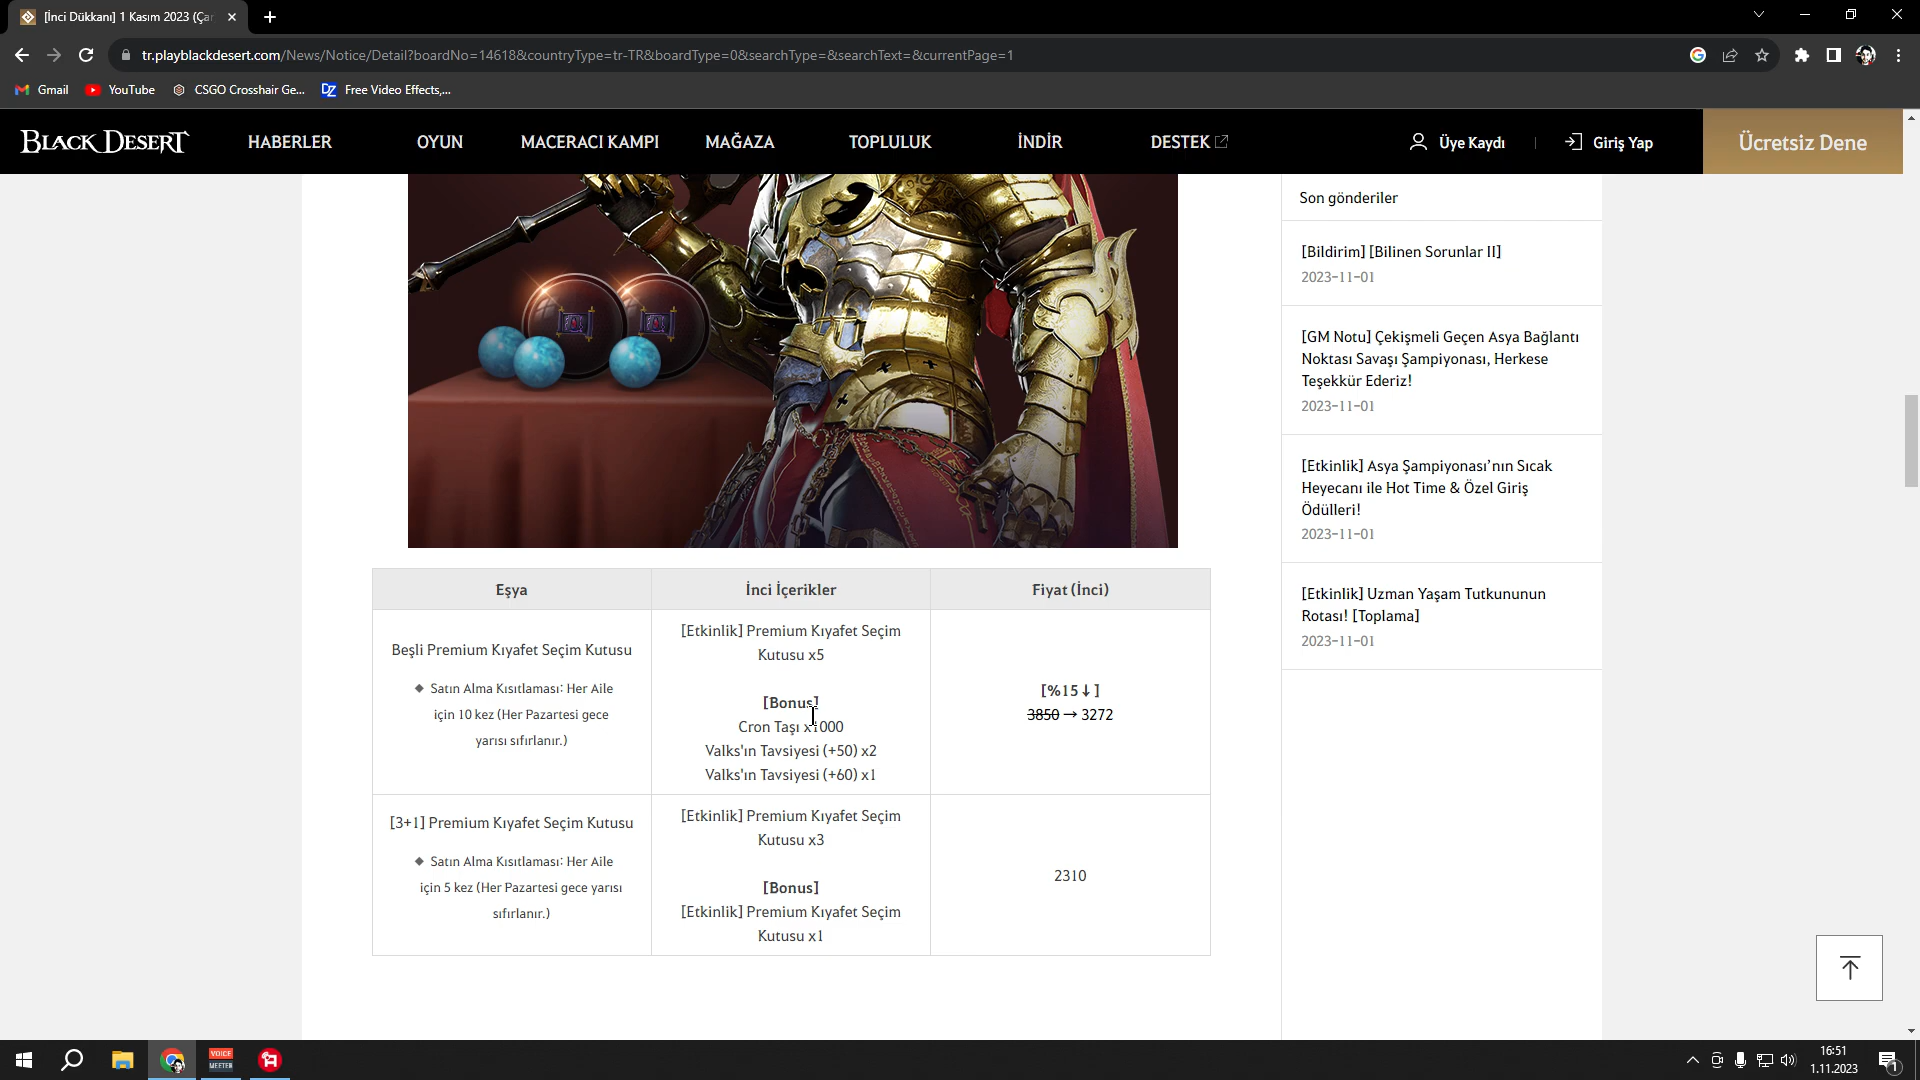 [İnci Dükkanı] 1 Kasım 2023 (Ça
tr.playblackdesert.com/News/Notice/Detail?boardNo=14618&countryType=tr-TR&boardType=0&searchType=&searchText=&currentPage=1
Gmail
YouTube
CSGO Crosshair Ge...
Free Video Effects,...
BLACK DESERT
HABERLER
OYUN
MACERACI KAMPI
MAĞAZA
TOPLULUK
İNDİR
DESTEK
Üye Kaydı
Giriş Yap
Ücretsiz Dene
Eşya
İnci İçerikler
Fiyat (İnci)
Beşli Premium Kıyafet Seçim Kutusu
◆ Satın Alma Kısıtlaması: Her Aile
için 10 kez (Her Pazartesi gece
yarısı sıfırlanır.)
[Etkinlik] Premium Kıyafet Seçim
Kutusu x5
[Bonus]
Cron Taşı x1000
Valks'ın Tavsiyesi (+50) x2
Valks'ın Tavsiyesi (+60) x1
[%15↓]
3850 → 3272
[3+1] Premium Kıyafet Seçim Kutusu
◆ Satın Alma Kısıtlaması: Her Aile
için 5 kez (Her Pazartesi gece yarısı
sıfırlanır.)
[Etkinlik] Premium Kıyafet Seçim
Kutusu x3
[Bonus]
[Etkinlik] Premium Kıyafet Seçim
Kutusu x1
2310
Son gönderiler
[Bildirim] [Bilinen Sorunlar II]
2023-11-01
[GM Notu] Çekişmeli Geçen Asya Bağlantı
Noktası Savaşı Şampiyonası, Herkese
Teşekkür Ederiz!
2023-11-01
[Etkinlik] Asya Şampiyonası’nın Sıcak
Heyecanı ile Hot Time & Özel Giriş
Ödülleri!
2023-11-01
[Etkinlik] Uzman Yaşam Tutkununun
Rotası! [Toplama]
2023-11-01
VOICE
MEETER
16:51
1.11.2023
1